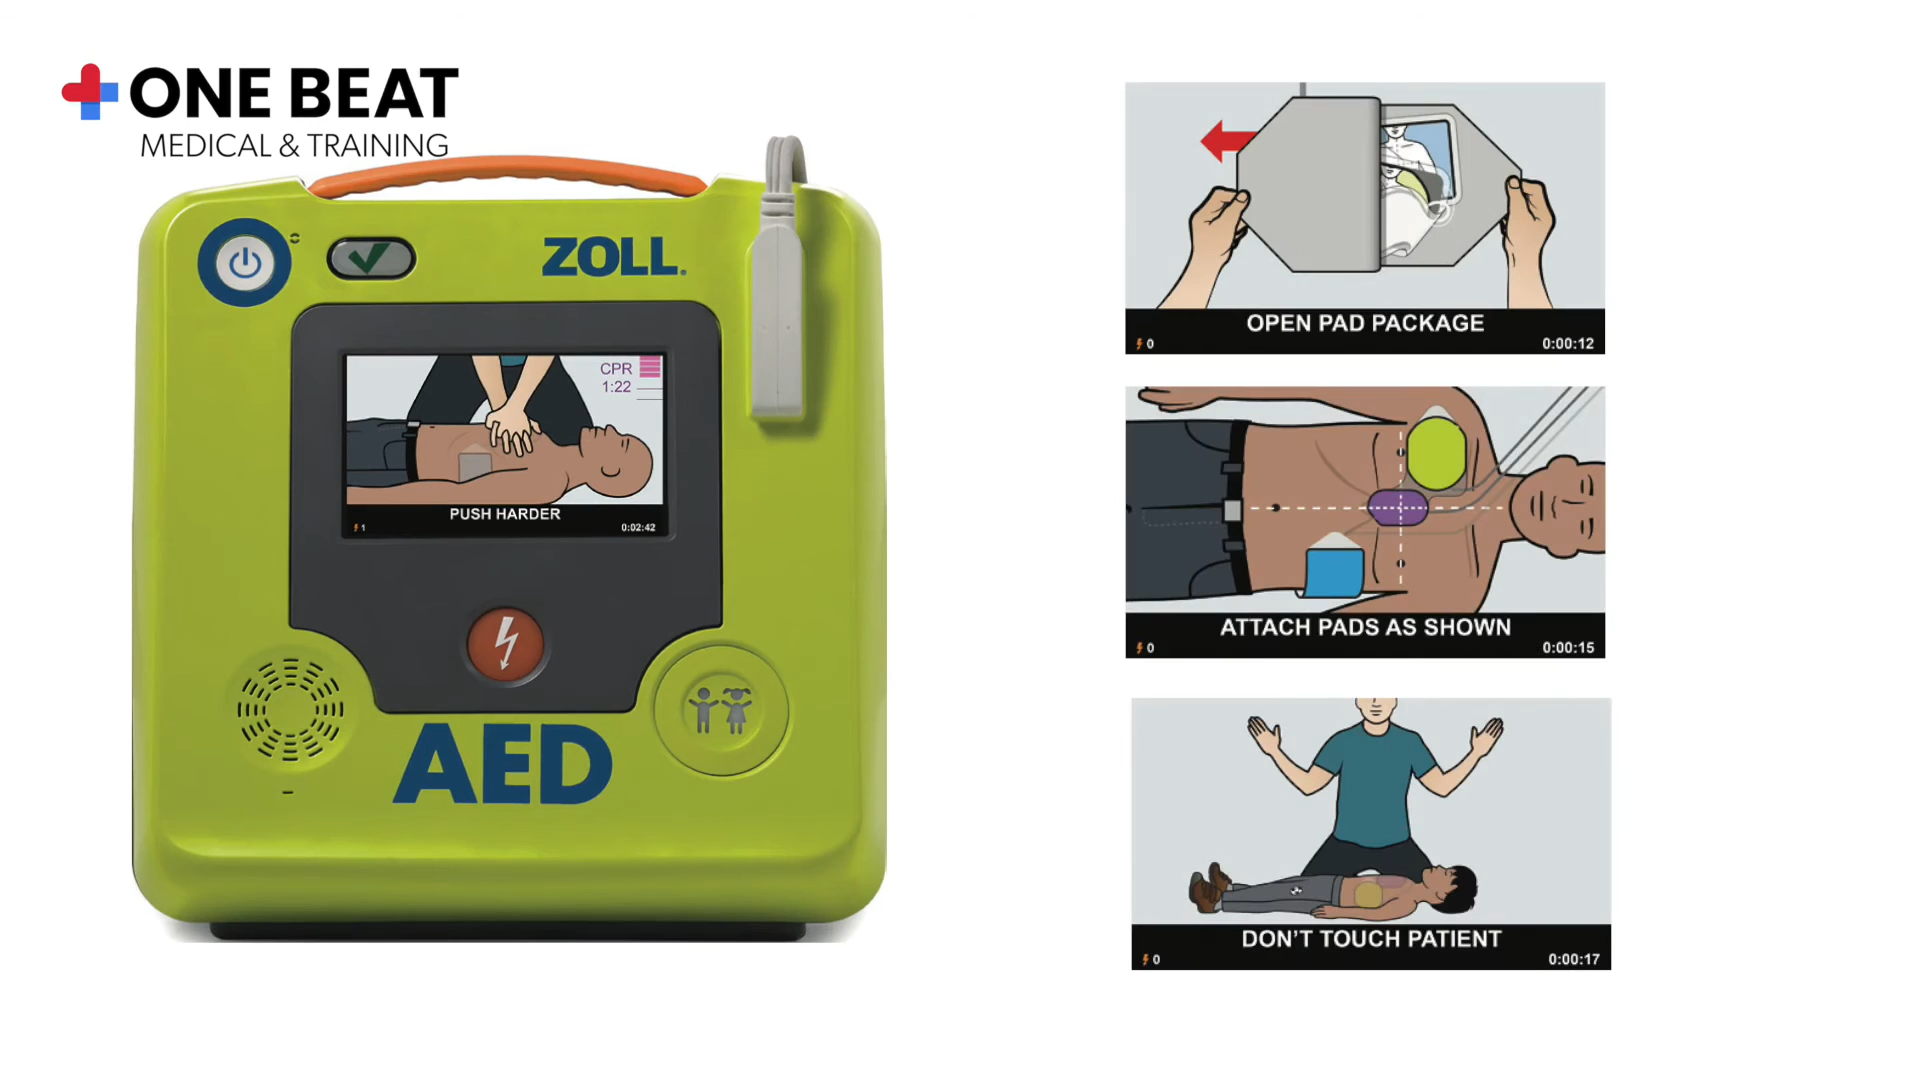 ONE BEAT
MEDICAL & TRAINING
ZOLL.
CPR
1:22
PUSH HARDER
1
0:02:42
AED
OPEN PAD PACKAGE
0
0:00:12
ATTACH PADS AS SHOWN
0
0:00:15
DON'T TOUCH PATIENT
0
0:00:17